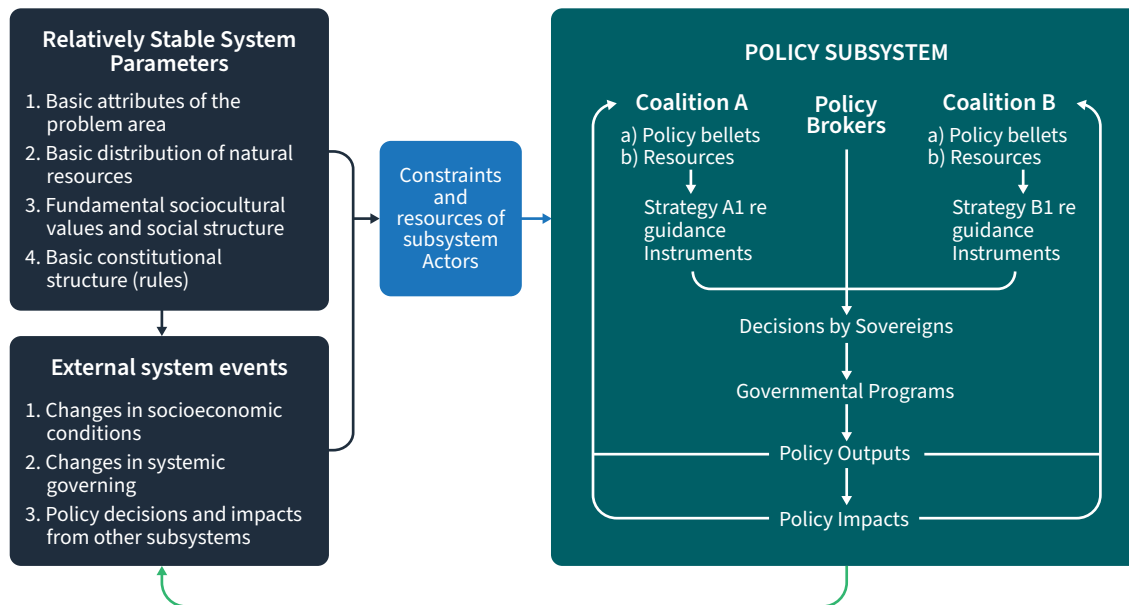 Relatively Stable System
Parameters
1. Basic attributes of the
problem area
2. Basic distribution of natural
resources
3. Fundamental sociocultural
values and social structure
4. Basic constitutional
structure (rules)
External system events
1. Changes in socioeconomic
conditions
2. Changes in systemic
governing
3. Policy decisions and impacts
from other subsystems
Constraints
and
resources of
subsystem
Actors
POLICY SUBSYSTEM
Coalition A
a) Policy bellets
b) Resources
Strategy A1 re
guidance
Instruments
Policy
Brokers
Coalition B
a) Policy bellets
b) Resources
Strategy B1 re
guidance
Instruments
Decisions by Sovereigns
Governmental Programs
Policy Outputs
Policy Impacts